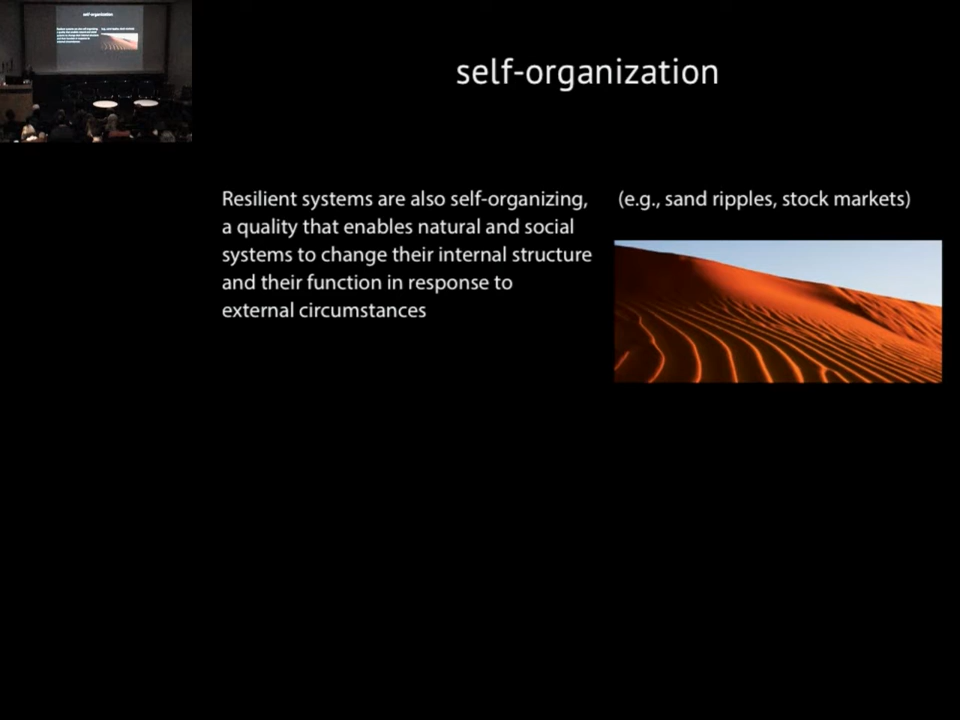 self-organization
Resilient systems are also self-organizing,
a quality that enables natural and social
systems to change their internal structure
and their function in response to
external circumstances
(e.g., sand ripples, stock markets)